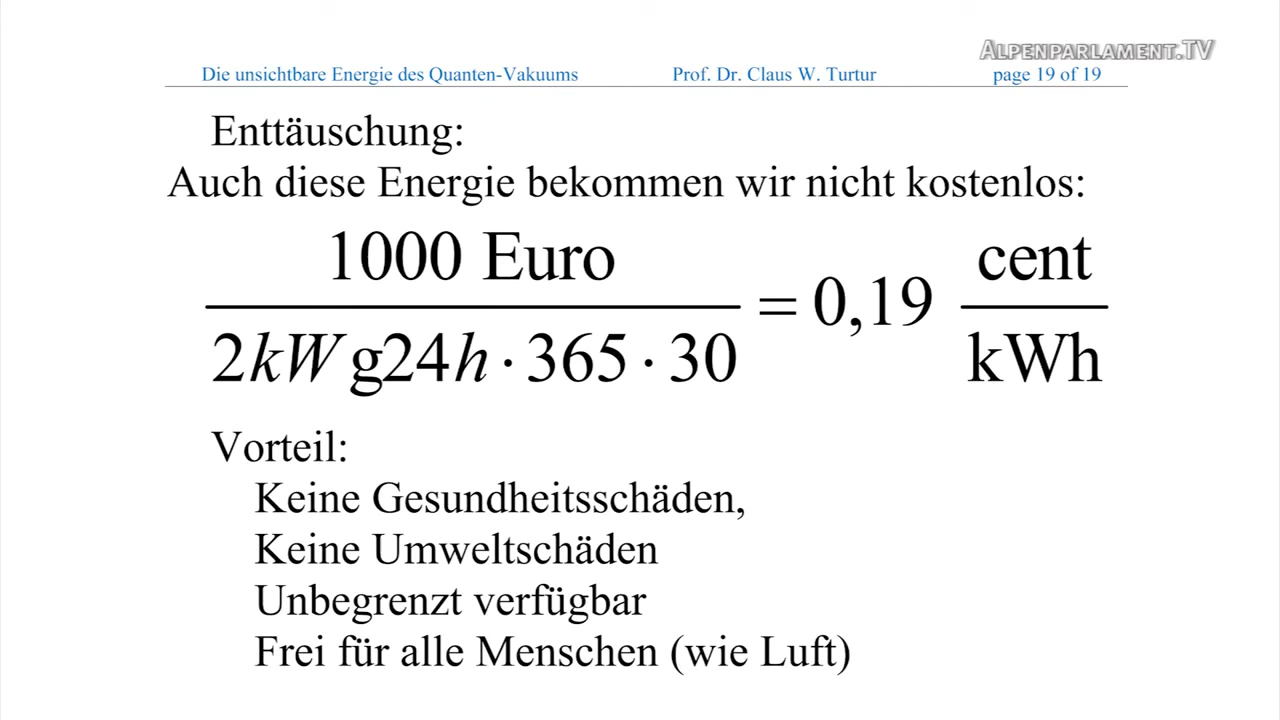 ALPENPARLAMENT.TV
Die unsichtbare Energie des Quanten-Vakuums Prof. Dr. Claus W. Turtur page 19 of 19
Enttäuschung:
Auch diese Energie bekommen wir nicht kostenlos:
1000 Euro
2kW g24h · 365 · 30
= 0,19
cent
kWh
Vorteil:
Keine Gesundheitsschäden,
Keine Umweltschäden
Unbegrenzt verfügbar
Frei für alle Menschen (wie Luft)